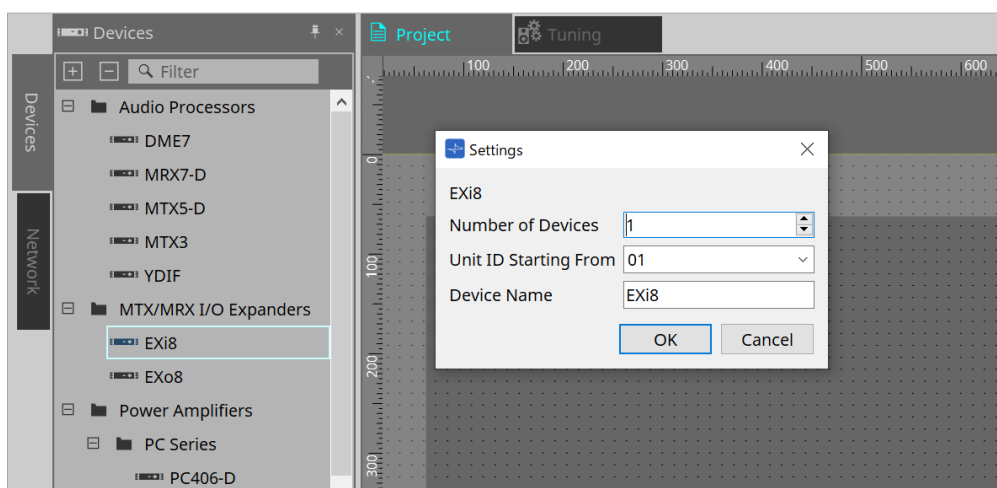 Devices
Filter
Audio Processors
DME7
MRX7-D
MTX5-D
MTX3
YDIF
MTX/MRX I/O Expanders
EXi8
EXo8
Power Amplifiers
PC Series
PC406-D
Devices
Network
Project
Tuning
100 200 300 400 500 600
0
100
200
300
Settings
EXi8
Number of Devices 1
Unit ID Starting From 01
Device Name EXi8
OK Cancel